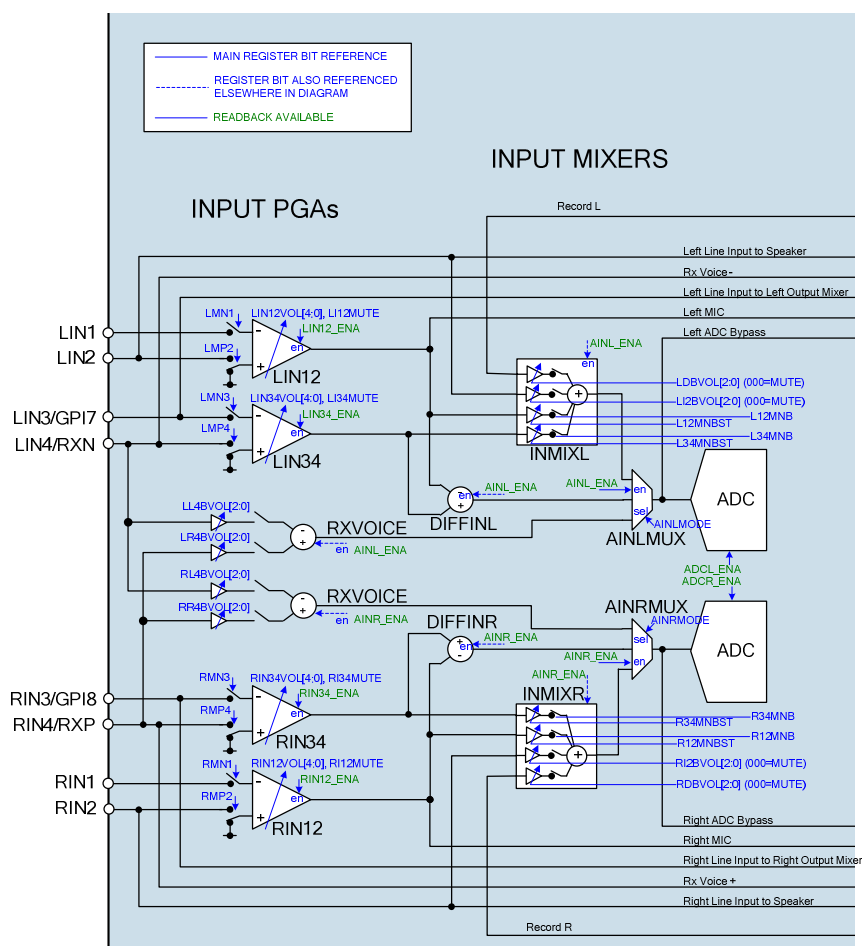 MAIN REGISTER BIT REFERENCE
REGISTER BIT ALSO REFERENCED
ELSEWHERE IN DIAGRAM
READBACK AVAILABLE
INPUT MIXERS
INPUT PGAs
Record L
Left Line Input to Speaker
Rx Voice-
Left Line Input to Left Output Mixer
Left MIC
Left ADC Bypass
LMN1
LIN12VOL[4:0], LI12MUTE
LIN12_ENA
LIN1
LIN2
LMP2
-
+
en
LIN12
AINL_ENA
en
LDBVOL[2:0] (000=MUTE)
LI2BVOL[2:0] (000=MUTE)
L12MNB
L12MNBST
L34MNB
L34MNBST
+
INMIXL
LMN3
LIN34VOL[4:0], LI34MUTE
LIN34_ENA
LIN3/GPI7
LIN4/RXN
LMP4
-
+
en
LIN34
AINL_ENA
-
en
+
DIFFINL
AINL_ENA
en
sel
AINLMODE
AINLMUX
ADC
LL4BVOL[2:0]
LR4BVOL[2:0]
-
+
RXVOICE
en
AINL_ENA
ADCL_ENA
ADCR_ENA
RL4BVOL[2:0]
RR4BVOL[2:0]
-
+
RXVOICE
en
AINR_ENA
AINRMUX
AINRMODE
sel
en
AINR_ENA
ADC
DIFFINR
AINR_ENA
+
en
-
AINR_ENA
RMN3
RIN34VOL[4:0], RI34MUTE
RIN34_ENA
RIN3/GPI8
RIN4/RXP
RMP4
-
+
en
RIN34
INMIXR
en
R34MNB
R34MNBST
R12MNB
R12MNBST
RI2BVOL[2:0] (000=MUTE)
RDBVOL[2:0] (000=MUTE)
+
RMN1
RIN12VOL[4:0], RI12MUTE
RIN12_ENA
RIN1
RIN2
RMP2
-
+
en
RIN12
Right ADC Bypass
Right MIC
Right Line Input to Right Output Mixer
Rx Voice +
Right Line Input to Speaker
Record R